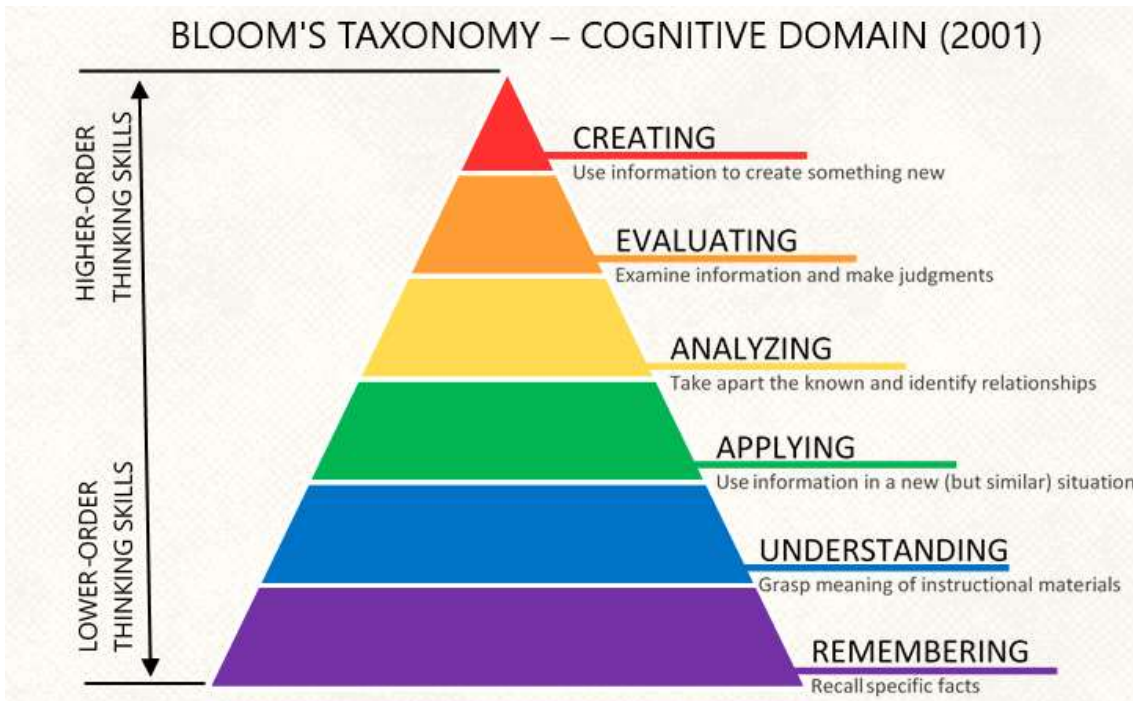 BLOOM'S TAXONOMY – COGNITIVE DOMAIN (2001)
HIGHER-ORDER
THINKING SKILLS
LOWER-ORDER
THINKING SKILLS
CREATING
Use information to create something new
EVALUATING
Examine information and make judgments
ANALYZING
Take apart the known and identify relationships
APPLYING
Use information in a new (but similar) situation
UNDERSTANDING
Grasp meaning of instructional materials
REMEMBERING
Recall specific facts